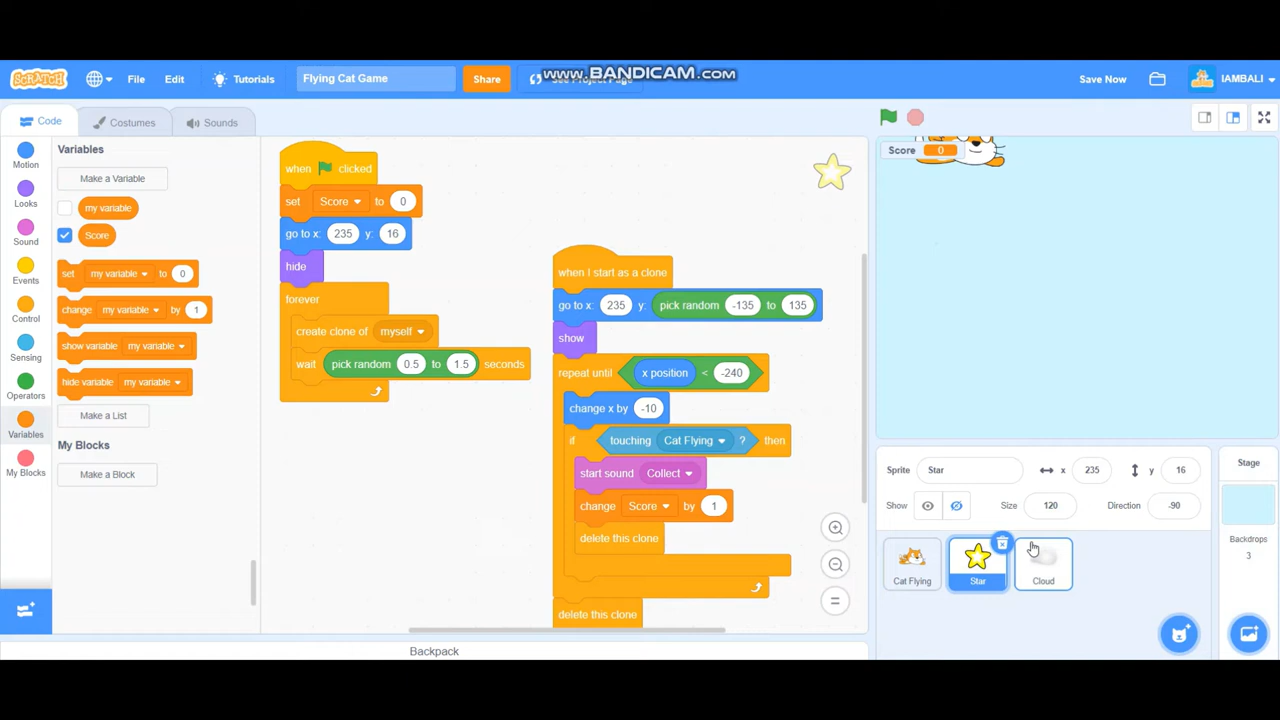 www.BANDICAM.com
SCRATCH File Edit Tutorials Flying Cat Game Share See Project Page Save Now IAMBALI
Code Costumes Sounds
Motion
Looks
Sound
Events
Control
Sensing
Operators
Variables
My Blocks
Variables
Make a Variable
my variable
Score
set my variable to 0
change my variable by 1
show variable my variable
hide variable my variable
Make a List
My Blocks
Make a Block
when clicked
set Score to 0
go to x: 235 y: 16
hide
forever
create clone of myself
wait pick random 0.5 to 1.5 seconds
when I start as a clone
go to x: 235 y: pick random -135 to 135
show
repeat until x position < -240
change x by -10
if touching Cat Flying ? then
start sound Collect
change Score by 1
delete this clone
delete this clone
Backpack
Score 0
Sprite Star x 235 y 16
Show Size 120 Direction -90
Cat Flying
Star
Cloud
Stage
Backdrops
3